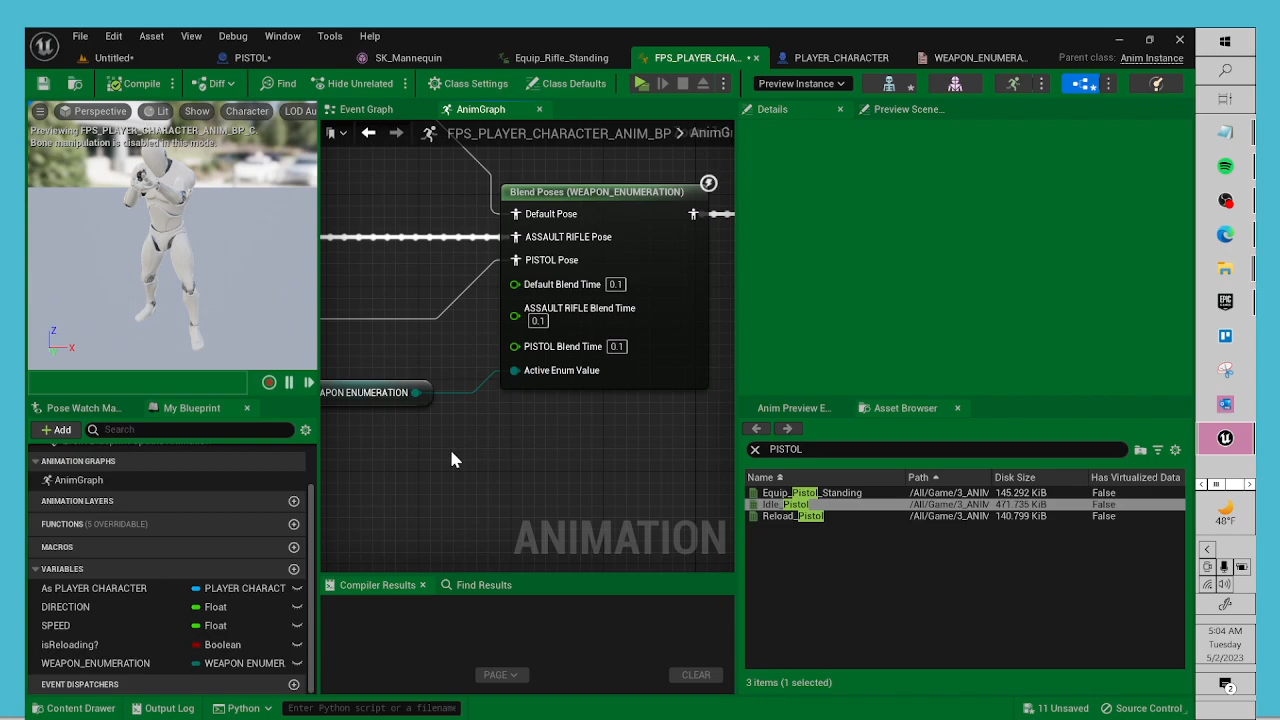 File Edit Asset View Debug Window Tools Help
Untitled• PISTOL• SK_Mannequin Equip_Rifle_Standing FPS_PLAYER_CHA... • PLAYER_CHARACTER WEAPON_ENUMERA... Parent class: Anim Instance
Compile Diff Find Hide Unrelated Class Settings Class Defaults Preview Instance
Perspective Lit Show Character LOD Au
Previewing FPS_PLAYER_CHARACTER_ANIM_BP_C.
Bone manipulation is disabled in this mode.
Z
X
Y
Event Graph AnimGraph
FPS_PLAYER_CHARACTER_ANIM_BP > AnimG
Blend Poses (WEAPON_ENUMERATION)
Default Pose
ASSAULT RIFLE Pose
PISTOL Pose
Default Blend Time 0.1
ASSAULT RIFLE Blend Time
0.1
PISTOL Blend Time 0.1
Active Enum Value
APON ENUMERATION
ANIMATION
Details Preview Scene...
Pose Watch Ma... My Blueprint
Add Search
ANIMATION GRAPHS
AnimGraph
ANIMATION LAYERS
FUNCTIONS (5 OVERRIDABLE)
MACROS
VARIABLES
As PLAYER CHARACTER PLAYER CHARACT
DIRECTION Float
SPEED Float
isReloading? Boolean
WEAPON_ENUMERATION WEAPON ENUMER
EVENT DISPATCHERS
Compiler Results Find Results
PAGE CLEAR
Anim Preview E... Asset Browser
PISTOL
Name Path Disk Size Has Virtualized Data
Equip_Pistol_Standing /All/Game/3_ANIM 145.292 KiB False
Idle_Pistol /All/Game/3_ANIM 471.735 KiB False
Reload_Pistol /All/Game/3_ANIM 140.799 KiB False
3 items (1 selected)
Content Drawer Output Log Python Enter Python script or a filename 11 Unsaved Source Control
EPIC GAMES
48°F
5:04 AM
Tuesday
5/2/2023
2